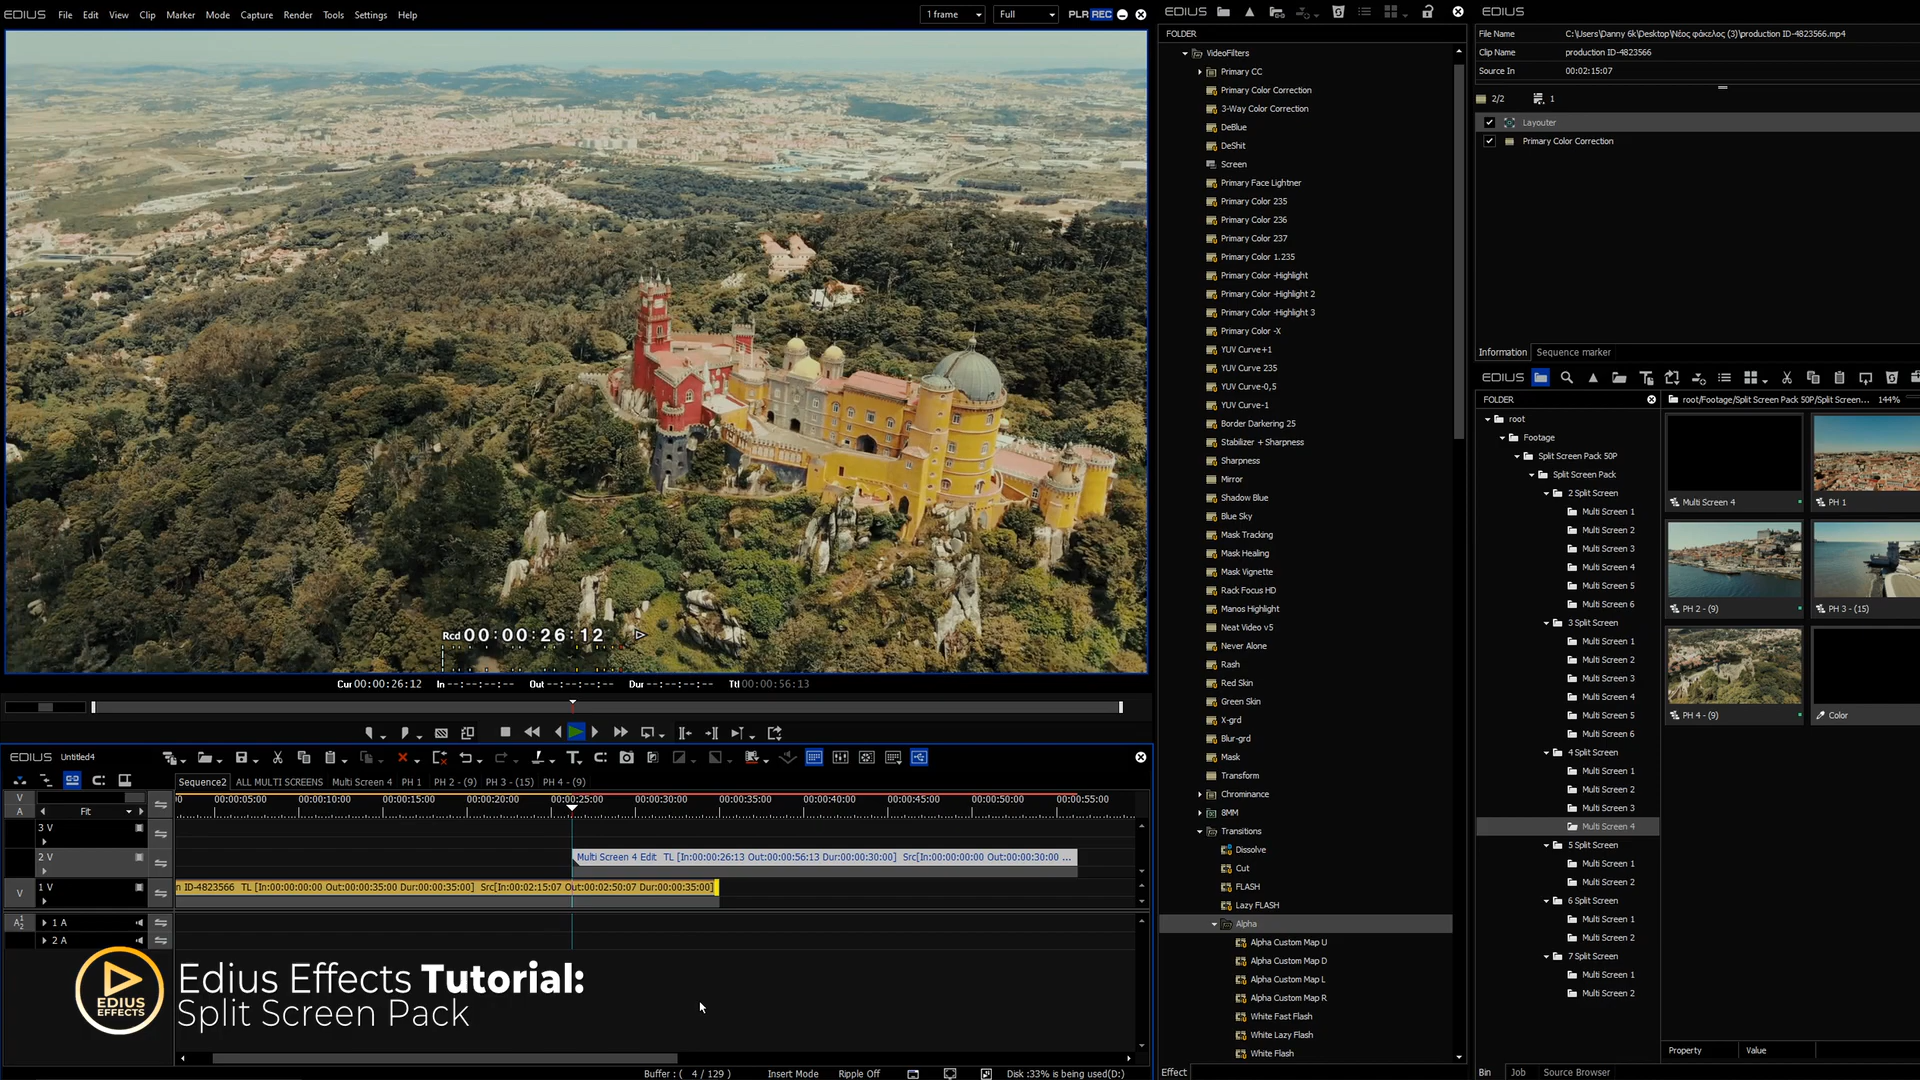 EDIUS File Edit View Clip Marker Mode Capture Render Tools Settings Help 1 frame Full PLR REC
Rcd 00:00:26:12
Cur 00:00:26:12 In --:--:--:-- Out --:--:--:-- Dur --:--:--:-- Ttl 00:00:56:13
EDIUS Untitled4
Sequence2 ALL MULTI SCREENS Multi Screen 4 PH 1 PH 2 - (9) PH 3 - (15) PH 4 - (9)
V
A Fit
00:00:05:00 00:00:10:00 00:00:15:00 00:00:20:00 00:00:25:00 00:00:30:00 00:00:35:00 00:00:40:00 00:00:45:00 00:00:50:00 00:00:55:00
3 V
2 V Multi Screen 4 Edit TL [In:00:00:26:13 Out:00:00:56:13 Dur:00:00:30:00] Src[In:00:00:00:00 Out:00:00:30:00 ...
V 1 V n ID-4823566 TL [In:00:00:00:00 Out:00:00:35:00 Dur:00:00:35:00] Src[In:00:02:15:07 Out:00:02:50:07 Dur:00:00:35:00]
A 1 2 1 A
2 A
EDIUS EFFECTS
Edius Effects Tutorial:
Split Screen Pack
Buffer : ( 4 / 129 ) Insert Mode Ripple Off Disk :33% is being used(D:)
EDIUS
FOLDER
VideoFilters
Primary CC
Primary Color Correction
3-Way Color Correction
DeBlue
DeShit
Screen
Primary Face Lightner
Primary Color 235
Primary Color 236
Primary Color 237
Primary Color 1.235
Primary Color -Highlight
Primary Color -Highlight 2
Primary Color -Highlight 3
Primary Color -X
YUV Curve+1
YUV Curve 235
YUV Curve-0,5
YUV Curve-1
Border Darkering 25
Stabilizer + Sharpness
Sharpness
Mirror
Shadow Blue
Blue Sky
Mask Tracking
Mask Healing
Mask Vignette
Rack Focus HD
Manos Highlight
Neat Video v5
Never Alone
Rash
Red Skin
Green Skin
X-grd
Blur-grd
Mask
Transform
Chrominance
8MM
Transitions
Dissolve
Cut
FLASH
Lazy FLASH
Alpha
Alpha Custom Map U
Alpha Custom Map D
Alpha Custom Map L
Alpha Custom Map R
White Fast Flash
White Lazy Flash
White Flash
Effect
EDIUS
File Name C:\Users\Danny 6k\Desktop\Νέος φάκελος (3)\production ID-4823566.mp4
Clip Name production ID-4823566
Source In 00:02:15:07
2/2 1
Layouter
Primary Color Correction
Information Sequence marker
EDIUS
FOLDER
root
Footage
Split Screen Pack 50P
Split Screen Pack
2 Split Screen
Multi Screen 1
Multi Screen 2
Multi Screen 3
Multi Screen 4
Multi Screen 5
Multi Screen 6
3 Split Screen
Multi Screen 1
Multi Screen 2
Multi Screen 3
Multi Screen 4
Multi Screen 5
Multi Screen 6
4 Split Screen
Multi Screen 1
Multi Screen 2
Multi Screen 3
Multi Screen 4
5 Split Screen
Multi Screen 1
Multi Screen 2
6 Split Screen
Multi Screen 1
Multi Screen 2
7 Split Screen
Multi Screen 1
Multi Screen 2
root/Footage/Split Screen Pack 50P/Split Screen... 144%
Multi Screen 4 PH 1
PH 2 - (9) PH 3 - (15)
PH 4 - (9) Color
Property Value
Bin Job Source Browser